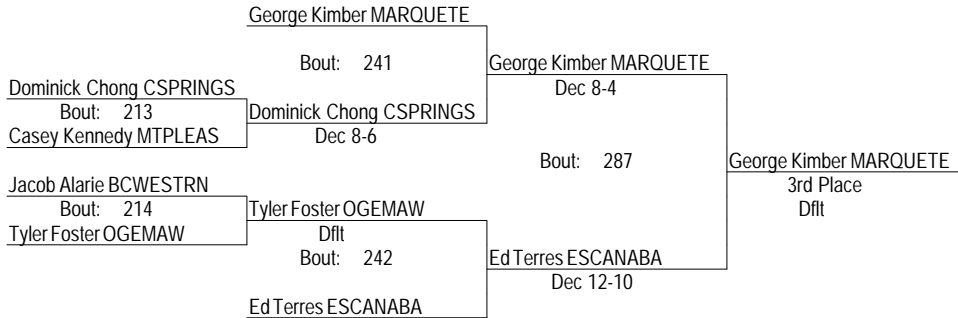 George Kimber MARQUETE
Bout: 241
George Kimber MARQUETE
Dec 8-4
Dominick Chong CSPRINGS
Bout: 213
Dominick Chong CSPRINGS
Casey Kennedy MTPLEAS
Dec 8-6
Bout: 287
George Kimber MARQUETE
3rd Place
Dflt
Jacob Alarie BCWESTRN
Bout: 214
Tyler Foster OGEMAW
Tyler Foster OGEMAW
Dflt
Bout: 242
Ed Terres ESCANABA
Dec 12-10
Ed Terres ESCANABA